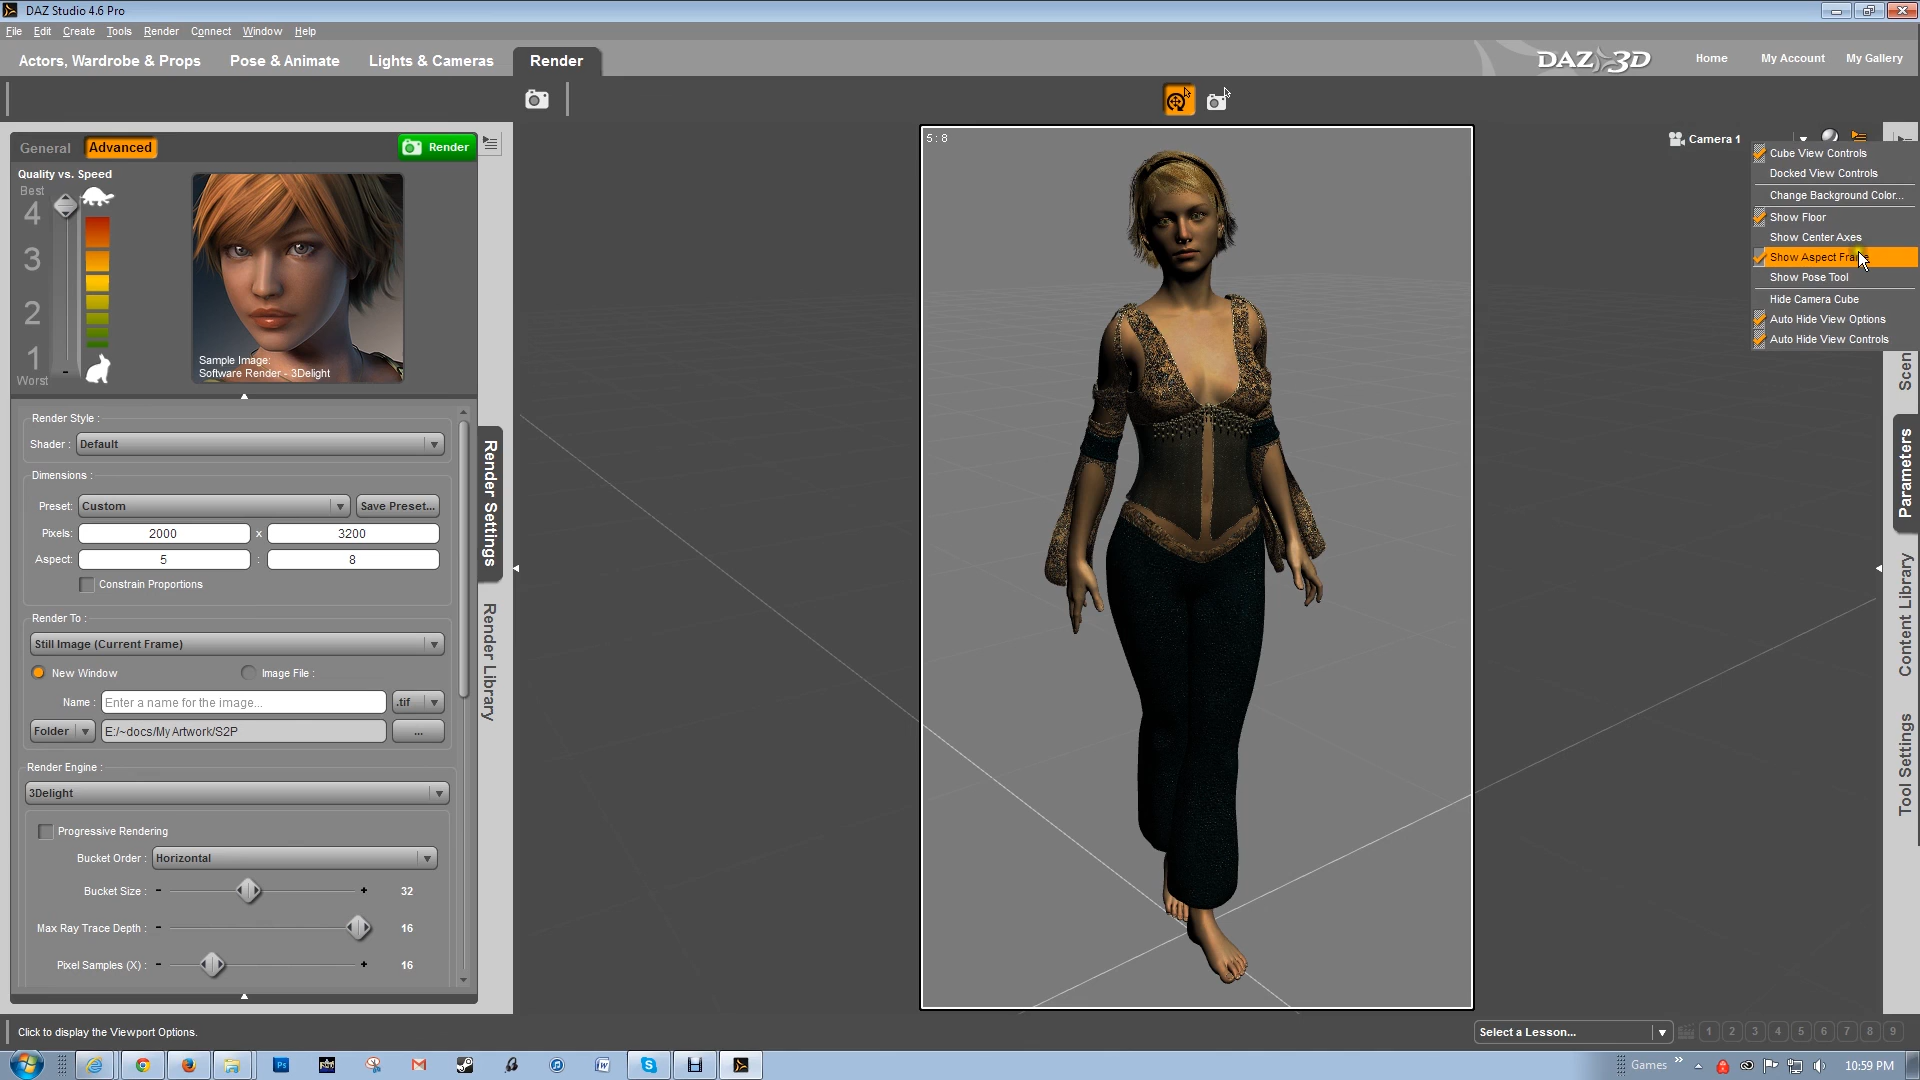 DAZ Studio 4.6 Pro
File Edit Create Tools Render Connect Window Help
Actors, Wardrobe & Props Pose & Animate Lights & Cameras Render
DAZ 3D
Home My Account My Gallery
General Advanced Render
Quality vs. Speed
Best
4
3
2
1
Worst
Sample Image:
Software Render - 3Delight
Render Style :
Shader : Default
Dimensions :
Preset: Custom Save Preset...
Pixels: 2000 x 3200
Aspect: 5 : 8
Constrain Proportions
Render To :
Still Image (Current Frame)
New Window Image File :
Name : Enter a name for the image... .tif
Folder E:/~docs/My Artwork/S2P ...
Render Engine :
3Delight
Progressive Rendering
Bucket Order : Horizontal
Bucket Size : - + 32
Max Ray Trace Depth : - 16
Pixel Samples (X) : - + 16
Render Settings
Render Library
5 : 8
Camera 1
Cube View Controls
Docked View Controls
Change Background Color...
Show Floor
Show Center Axes
Show Aspect Frame
Show Pose Tool
Hide Camera Cube
Auto Hide View Options
Auto Hide View Controls
Scen
Parameters
Content Library
Tool Settings
Click to display the Viewport Options.
Select a Lesson... 1 2 3 4 5 6 7 8 9
Ps
Games » 10:59 PM